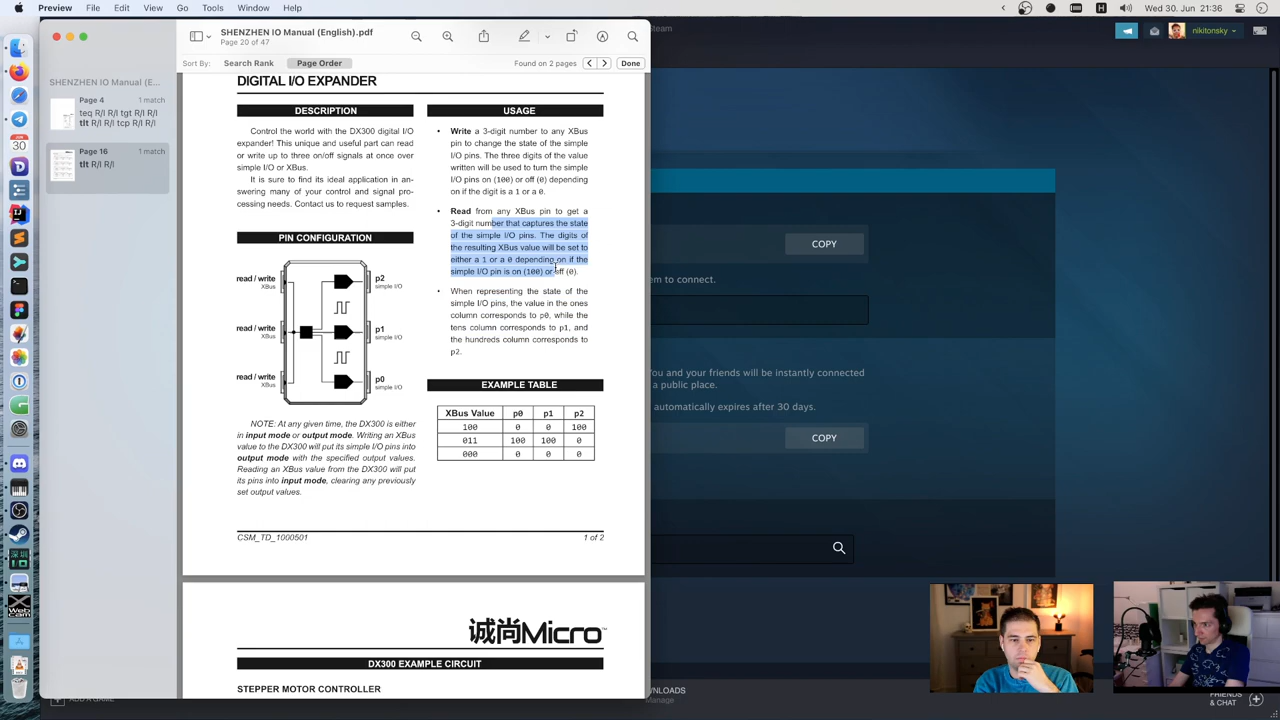 Preview File Edit View Go Tools Window Help
Wed 30. Jun 21:36
SHENZHEN IO Manual (English).pdf
Page 20 of 47
Sort By: Search Rank Page Order
Found on 2 pages
Done
SHENZHEN IO Manual (E...
Page 4 1 match
teq R/I R/I tgt R/I R/I
tlt R/I R/I tcp R/I R/I
Page 16 1 match
tlt R/I R/I
DIGITAL I/O EXPANDER
DESCRIPTION
Control the world with the DX300 digital I/O
expander! This unique and useful part can read
or write up to three on/off signals at once over
simple I/O or XBus.
It is sure to find its ideal application in an-
swering many of your control and signal pro-
cessing needs. Contact us to request samples.
PIN CONFIGURATION
read / write
XBus
p2
simple I/O
read / write
XBus
p1
simple I/O
read / write
XBus
p0
simple I/O
NOTE: At any given time, the DX300 is either
in input mode or output mode. Writing an XBus
value to the DX300 will put its simple I/O pins into
output mode with the specified output values.
Reading an XBus value from the DX300 will put
its pins into input mode, clearing any previously
set output values.
USAGE
• Write a 3-digit number to any XBus
pin to change the state of the simple
I/O pins. The three digits of the value
written will be used to turn the simple
I/O pins on (100) or off (0) depending
on if the digit is a 1 or a 0.
• Read from any XBus pin to get a
3-digit number that captures the state
of the simple I/O pins. The digits of
the resulting XBus value will be set to
either a 1 or a 0 depending on if the
simple I/O pin is on (100) or off (0).
• When representing the state of the
simple I/O pins, the value in the ones
column corresponds to p0, while the
tens column corresponds to p1, and
the hundreds column corresponds to
p2.
EXAMPLE TABLE
XBus Value p0 p1 p2
100 0 0 100
011 100 100 0
000 0 0 0
CSM_TD_1000501
1 of 2
诚尚Micro™
DX300 EXAMPLE CIRCUIT
STEPPER MOTOR CONTROLLER
nikitonsky
COPY
em to connect.
You and your friends will be instantly connected
a public place.
automatically expires after 30 days.
COPY
WNLOADS
Manage
FRIENDS
& CHAT